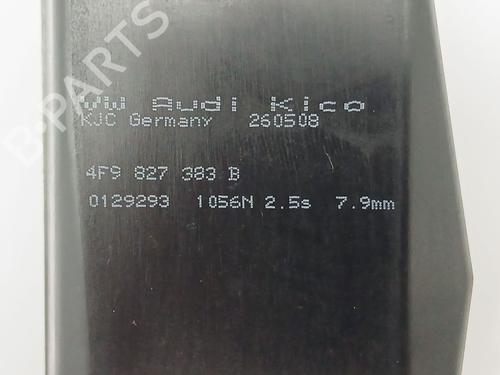 VW Audi Kico
KJC Germany 260508
4F9 827 383 B
0129293 1056N 2.5s 7.9mm
B-PARTS